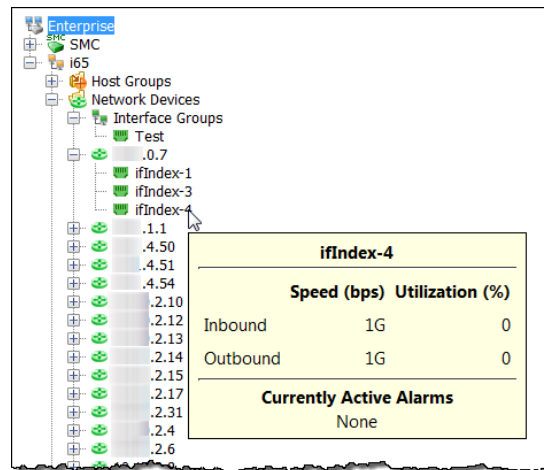 Enterprise
SMC SMC
i65
Host Groups
Network Devices
Interface Groups
Test
.0.7
ifIndex-1
ifIndex-3
ifIndex-4
.1.1
.4.50
.4.51
.4.54
.2.10
.2.12
.2.13
.2.14
.2.15
.2.17
.2.31
.2.4
.2.6
ifIndex-4
Speed (bps) Utilization (%)
Inbound 1G 0
Outbound 1G 0
Currently Active Alarms
None